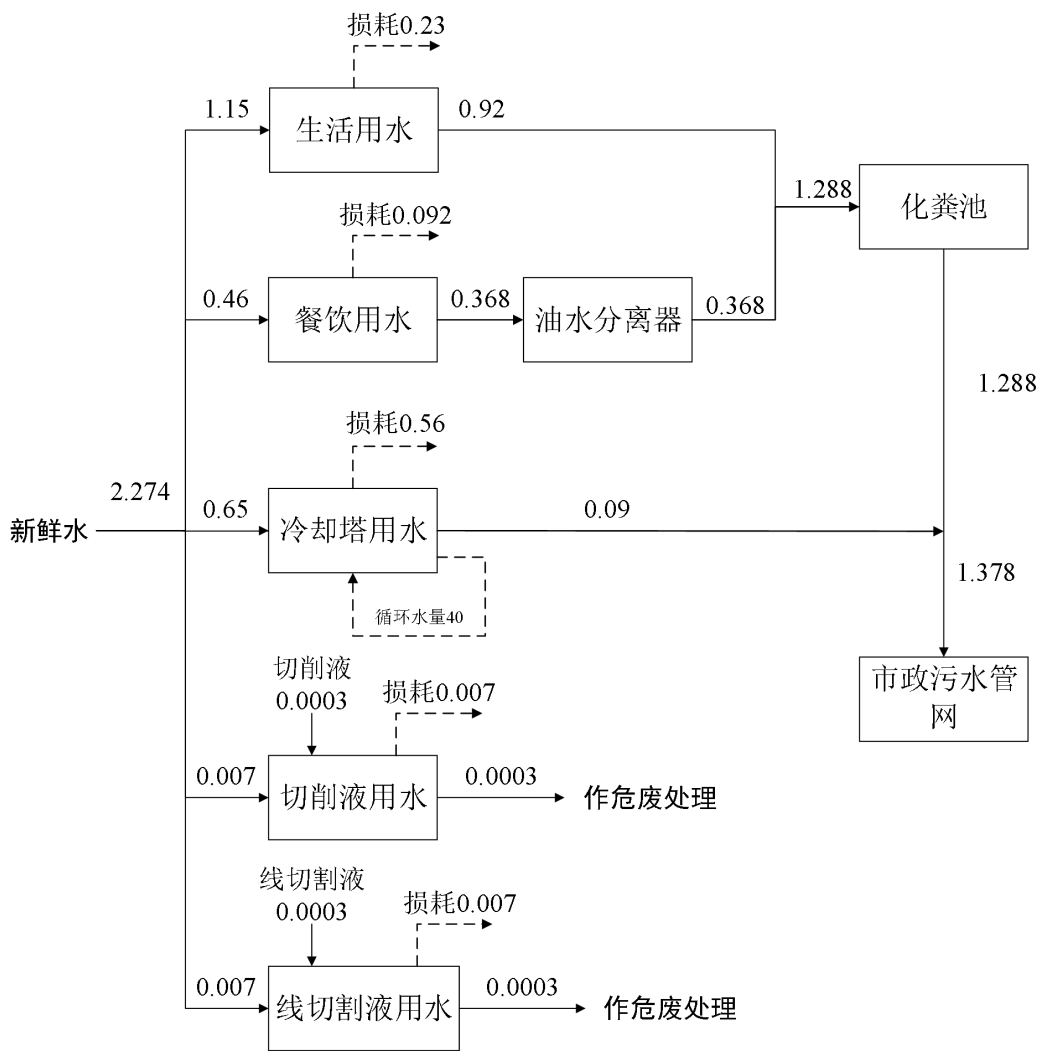 损耗0.23
1.15
生活用水
0.92
1.288
化粪池
损耗0.092
0.46
餐饮用水
0.368
油水分离器
0.368
1.288
损耗0.56
2.274
新鲜水
0.65
冷却塔用水
0.09
1.378
循环水量40
市政污水管
网
切削液
0.0003
损耗0.007
0.007
切削液用水
0.0003
作危废处理
线切割液
0.0003
损耗0.007
0.007
线切割液用水
0.0003
作危废处理